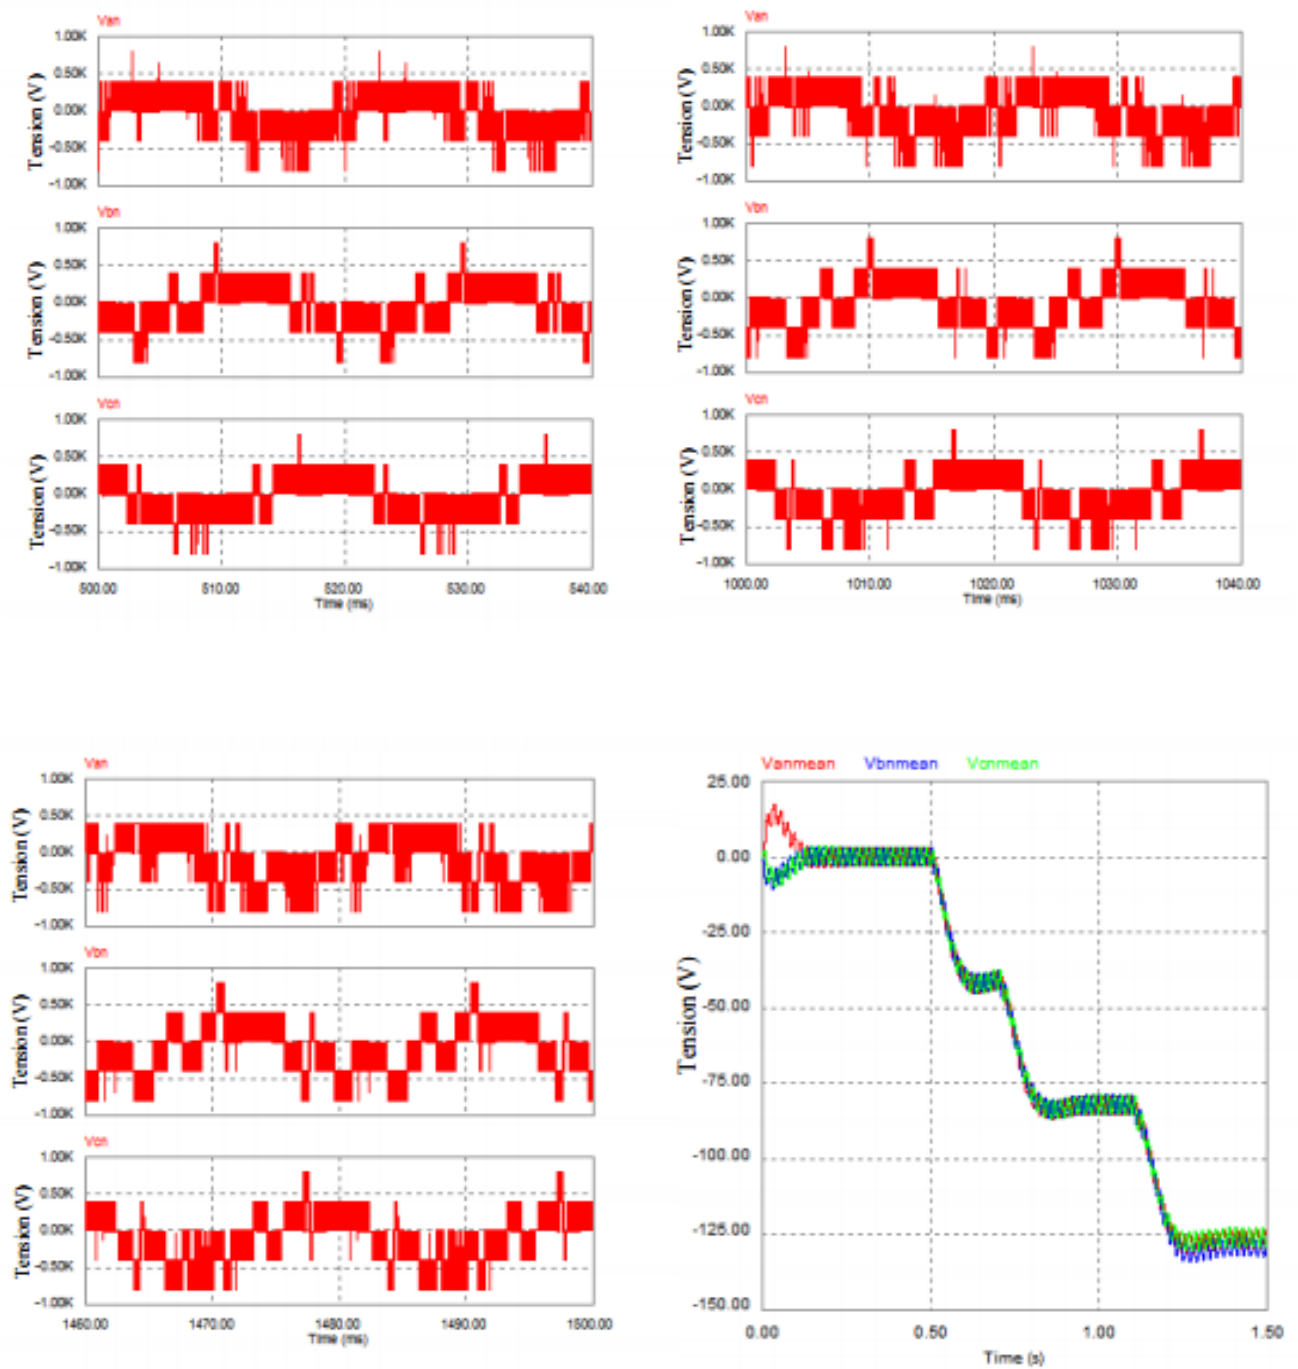 Van
1.00K
0.50K
0.00K
-0.50K
-1.00K
Tension (V)
Vbn
1.00K
0.50K
0.00K
-0.50K
-1.00K
Tension (V)
Vcn
1.00K
0.50K
0.00K
-0.50K
-1.00K
Tension (V)
500.00 510.00 520.00 530.00 540.00
Time (ms)
Van
1.00K
0.50K
0.00K
-0.50K
-1.00K
Tension (V)
Vbn
1.00K
0.50K
0.00K
-0.50K
-1.00K
Tension (V)
Vcn
1.00K
0.50K
0.00K
-0.50K
-1.00K
Tension (V)
1000.00 1010.00 1020.00 1030.00 1040.00
Time (ms)
Van
1.00K
0.50K
0.00K
-0.50K
-1.00K
Tension (V)
Vbn
1.00K
0.50K
0.00K
-0.50K
-1.00K
Tension (V)
Vcn
1.00K
0.50K
0.00K
-0.50K
-1.00K
Tension (V)
1460.00 1470.00 1480.00 1490.00 1500.00
Time (ms)
Vanmean Vbnmean Vcnmean
25.00
0.00
-25.00
-50.00
-75.00
-100.00
-125.00
-150.00
Tension (V)
0.00 0.50 1.00 1.50
Time (s)